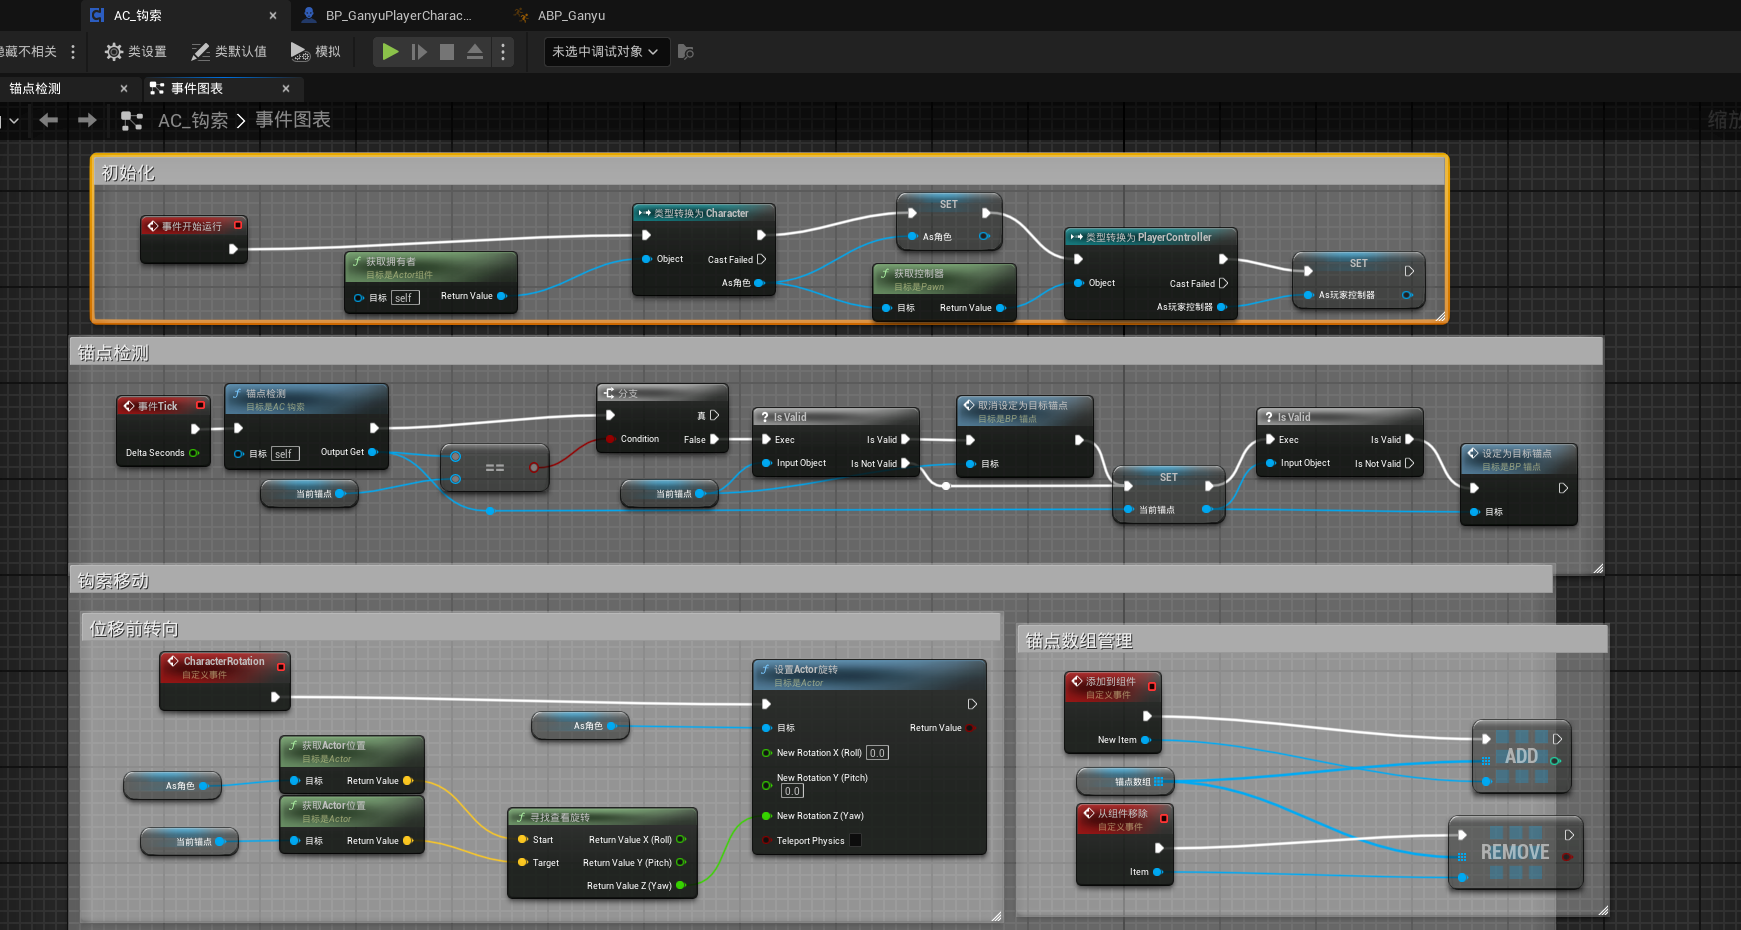 AC_钩索
BP_GanyuPlayerCharac...
ABP_Ganyu
隐藏不相关
类设置
类默认值
模拟
未选中调试对象
锚点检测
事件图表
AC_钩索
事件图表
缩放
初始化
事件开始运行
获取拥有者
目标是Actor组件
目标 self
Return Value
类型转换为 Character
Object
Cast Failed
As角色
SET
As角色
获取控制器
目标是Pawn
目标
Return Value
类型转换为 PlayerController
Object
Cast Failed
As玩家控制器
SET
As玩家控制器
锚点检测
事件Tick
Delta Seconds
锚点检测
目标是AC 钩索
目标 self
Output Get
当前锚点
==
分支
真
Condition
False
当前锚点
Is Valid
Exec
Is Valid
Input Object
Is Not Valid
取消设定为目标锚点
目标是BP 锚点
目标
SET
当前锚点
Is Valid
Exec
Is Valid
Input Object
Is Not Valid
设定为目标锚点
目标是BP 锚点
目标
钩索移动
位移前转向
CharacterRotation
自定义事件
As角色
获取Actor位置
目标是Actor
目标
Return Value
当前锚点
获取Actor位置
目标是Actor
目标
Return Value
寻找查看旋转
Start
Return Value X (Roll)
Target
Return Value Y (Pitch)
Return Value Z (Yaw)
As角色
设置Actor旋转
目标是Actor
目标
Return Value
New Rotation X (Roll) 0.0
New Rotation Y (Pitch)
0.0
New Rotation Z (Yaw)
Teleport Physics
锚点数组管理
添加到组件
自定义事件
New Item
锚点数组
ADD
从组件移除
自定义事件
Item
REMOVE